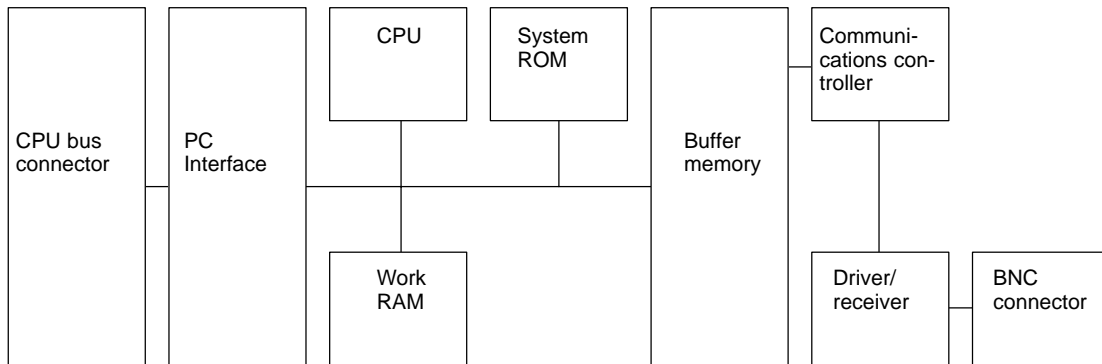 CPU
System
ROM
Communi-
cations con-
troller
CPU bus
connector
PC
Interface
Buffer
memory
Work
RAM
Driver/
receiver
BNC
connector